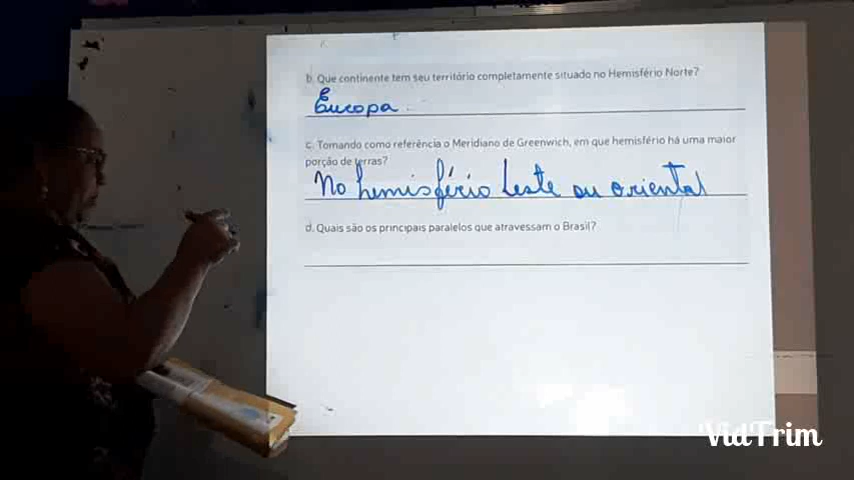 b. Que continente tem seu território completamente situado no Hemisfério Norte?
Europa
c. Tomando como referência o Meridiano de Greenwich, em que hemisfério há uma maior
porção de terras?
No hemisfério Leste ou oriental
d. Quais são os principais paralelos que atravessam o Brasil?
VidTrim